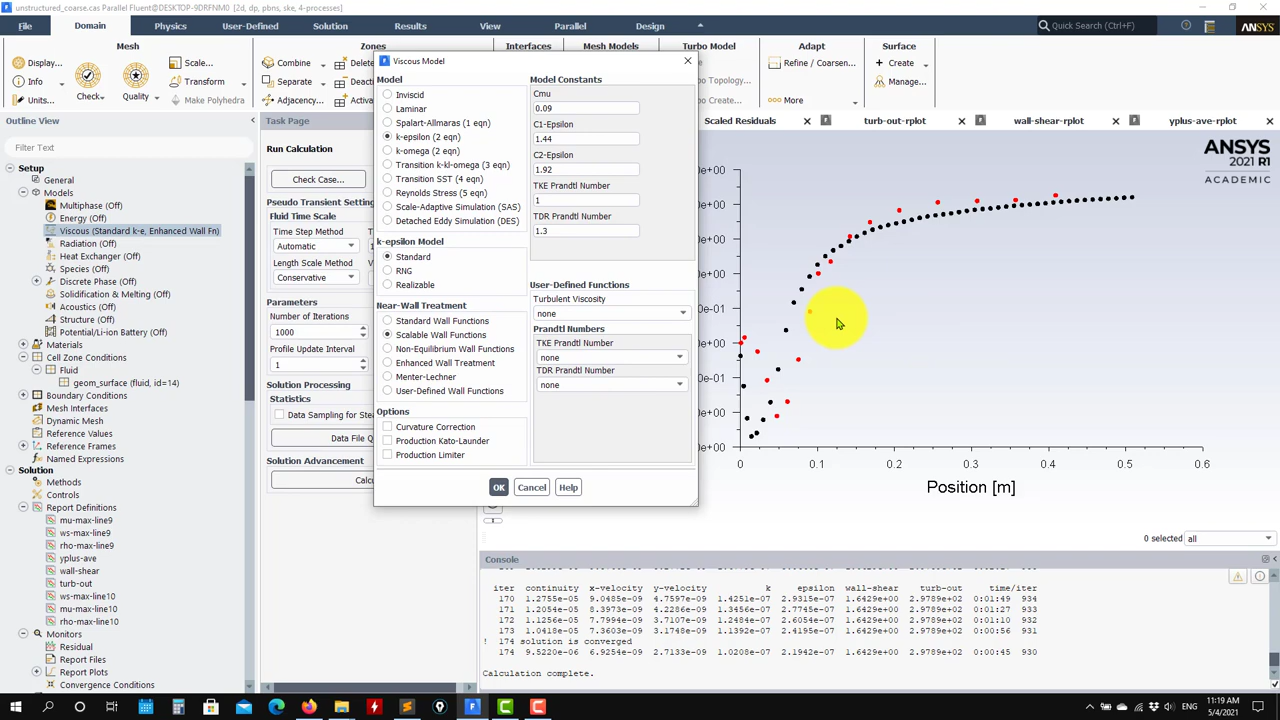 unstructured_coarse.cas Parallel Fluent@DESKTOP-9DRFNM0 [2d, dp, pbns, ske, 4-processes]
File Domain Physics User-Defined Solution Results View Parallel Design Quick Search (Ctrl+F) ANSYS
Mesh Zones Interfaces Mesh Models Turbo Model Adapt Surface
Display... Scale... Combine Delete Refine / Coarsen... Create
Info Check Quality Transform Separate Deacti Topology... Manage...
Units... Make Polyhedra Adjacency... Activa Create... More
Viscous Model
Outline View
Filter Text
Setup
General
Models
Multiphase (Off)
Energy (Off)
Viscous (Standard k-e, Enhanced Wall Fn)
Radiation (Off)
Heat Exchanger (Off)
Species (Off)
Discrete Phase (Off)
Solidification & Melting (Off)
Acoustics (Off)
Structure (Off)
Potential/Li-ion Battery (Off)
Materials
Cell Zone Conditions
Fluid
geom_surface (fluid, id=14)
Boundary Conditions
Mesh Interfaces
Dynamic Mesh
Reference Values
Reference Frames
Named Expressions
Solution
Methods
Controls
Report Definitions
mu-max-line9
ws-max-line9
rho-max-line9
yplus-ave
wall-shear
turb-out
ws-max-line10
mu-max-line10
rho-max-line10
Monitors
Residual
Report Files
Report Plots
Convergence Conditions
Task Page
Run Calculation
Check Case...
Pseudo Transient Setting
Fluid Time Scale
Time Step Method
Automatic
Length Scale Method
Conservative
Parameters
Number of Iterations
1000
Profile Update Interval
1
Solution Processing
Statistics
Data Sampling for Stea
Data File Q
Solution Advancement
Calcu
Model
Inviscid
Laminar
Spalart-Allmaras (1 eqn)
k-epsilon (2 eqn)
k-omega (2 eqn)
Transition k-kl-omega (3 eqn)
Transition SST (4 eqn)
Reynolds Stress (5 eqn)
Scale-Adaptive Simulation (SAS)
Detached Eddy Simulation (DES)
k-epsilon Model
Standard
RNG
Realizable
Near-Wall Treatment
Standard Wall Functions
Scalable Wall Functions
Non-Equilibrium Wall Functions
Enhanced Wall Treatment
Menter-Lechner
User-Defined Wall Functions
Options
Curvature Correction
Production Kato-Launder
Production Limiter
Model Constants
Cmu
0.09
C1-Epsilon
1.44
C2-Epsilon
1.92
TKE Prandtl Number
1
TDR Prandtl Number
1.3
User-Defined Functions
Turbulent Viscosity
none
Prandtl Numbers
TKE Prandtl Number
none
TDR Prandtl Number
none
OK Cancel Help
Scaled Residuals turb-out-rplot wall-shear-rplot yplus-ave-rplot
ANSYS
2021 R1
ACADEMIC
e+00
e+00
0e+00
0e+00
0e-01
0e+00
0e-01
0e+00
0 0.1 0.2 0.3 0.4 0.5 0.6
Position [m]
0 selected all
Console
iter continuity x-velocity y-velocity k epsilon wall-shear turb-out time/iter
170 1.2755e-05 9.0485e-09 4.7597e-09 1.4251e-07 2.9315e-07 1.6429e+00 2.9789e+02 0:01:49 934
171 1.2054e-05 8.3973e-09 4.2286e-09 1.3456e-07 2.7745e-07 1.6429e+00 2.9789e+02 0:01:27 933
172 1.1256e-05 7.7994e-09 3.7107e-09 1.2484e-07 2.6054e-07 1.6429e+00 2.9789e+02 0:01:10 932
173 1.0418e-05 7.3603e-09 3.1748e-09 1.1392e-07 2.4195e-07 1.6429e+00 2.9789e+02 0:00:56 931
! 174 solution is converged
174 9.5220e-06 6.9254e-09 2.7133e-09 1.0208e-07 2.1942e-07 1.6429e+00 2.9789e+02 0:00:45 930
Calculation complete.
ENG 11:19 AM
5/4/2021